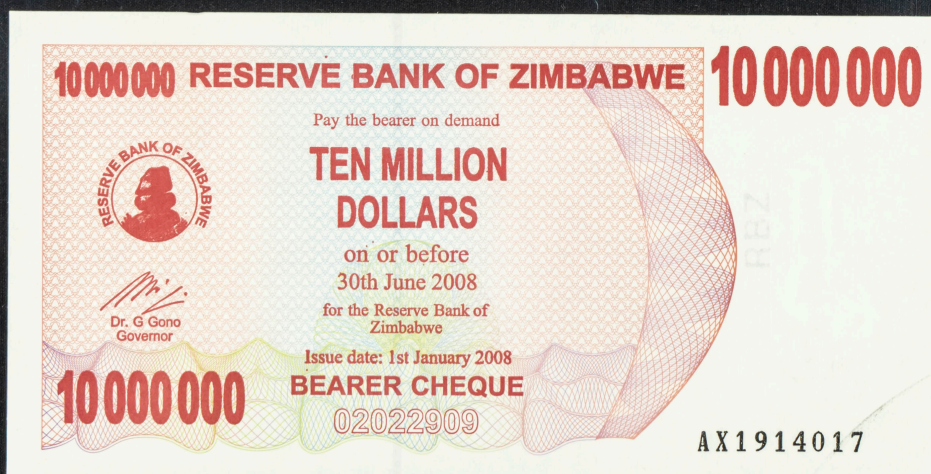 10 000 000 RESERVE BANK OF ZIMBABWE 10 000 000
Pay the bearer on demand
TEN MILLION
DOLLARS
RESERVE BANK OF ZIMBABWE
on or before
30th June 2008
for the Reserve Bank of
Zimbabwe
Dr. G Gono
Governor
Issue date: 1st January 2008
10 000 000 BEARER CHEQUE
02022909
AX1914017
RBZ